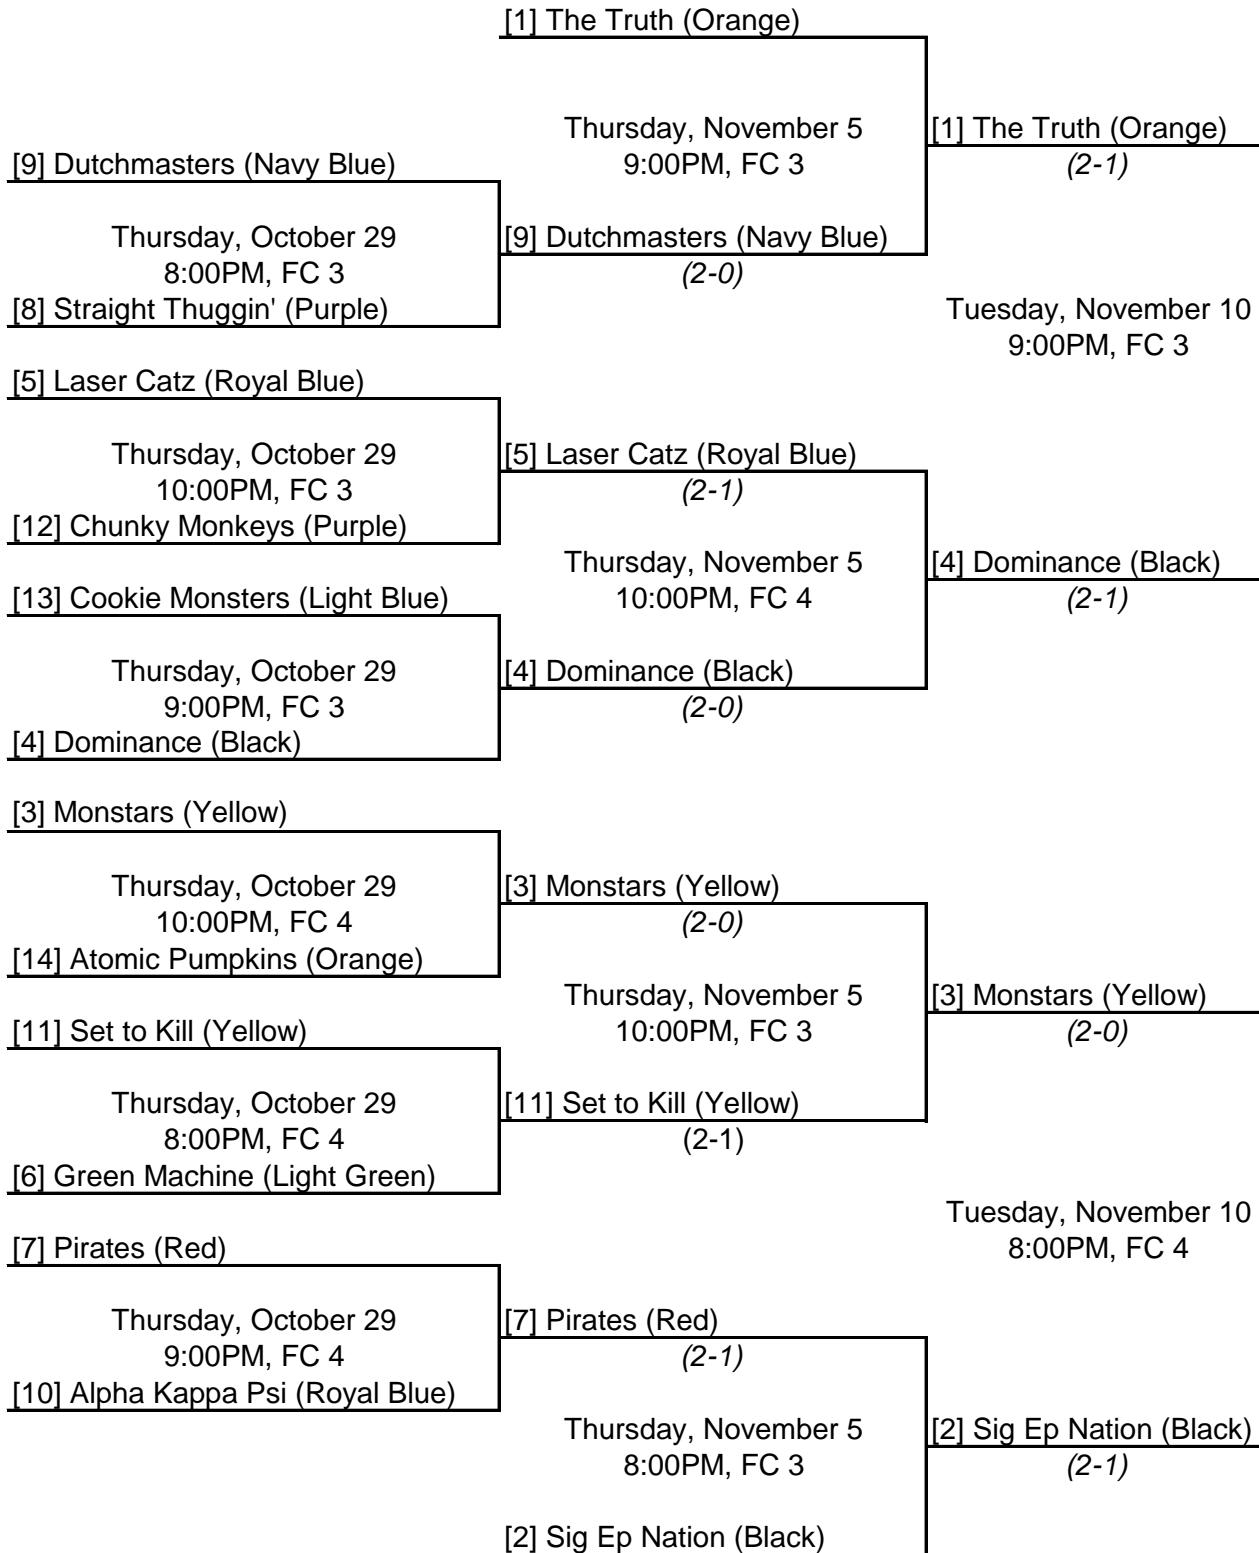 [1] The Truth (Orange)
Thursday, November 5
9:00PM, FC 3
[1] The Truth (Orange)
(2-1)
[9] Dutchmasters (Navy Blue)
Thursday, October 29
8:00PM, FC 3
[8] Straight Thuggin' (Purple)
[9] Dutchmasters (Navy Blue)
(2-0)
Tuesday, November 10
9:00PM, FC 3
[5] Laser Catz (Royal Blue)
Thursday, October 29
10:00PM, FC 3
[12] Chunky Monkeys (Purple)
[5] Laser Catz (Royal Blue)
(2-1)
Thursday, November 5
10:00PM, FC 4
[4] Dominance (Black)
(2-1)
[13] Cookie Monsters (Light Blue)
Thursday, October 29
9:00PM, FC 3
[4] Dominance (Black)
[4] Dominance (Black)
(2-0)
[3] Monstars (Yellow)
Thursday, October 29
10:00PM, FC 4
[14] Atomic Pumpkins (Orange)
[3] Monstars (Yellow)
(2-0)
Thursday, November 5
10:00PM, FC 3
[3] Monstars (Yellow)
(2-0)
[11] Set to Kill (Yellow)
Thursday, October 29
8:00PM, FC 4
[6] Green Machine (Light Green)
[11] Set to Kill (Yellow)
(2-1)
Tuesday, November 10
8:00PM, FC 4
[7] Pirates (Red)
Thursday, October 29
9:00PM, FC 4
[10] Alpha Kappa Psi (Royal Blue)
[7] Pirates (Red)
(2-1)
Thursday, November 5
8:00PM, FC 3
[2] Sig Ep Nation (Black)
(2-1)
[2] Sig Ep Nation (Black)